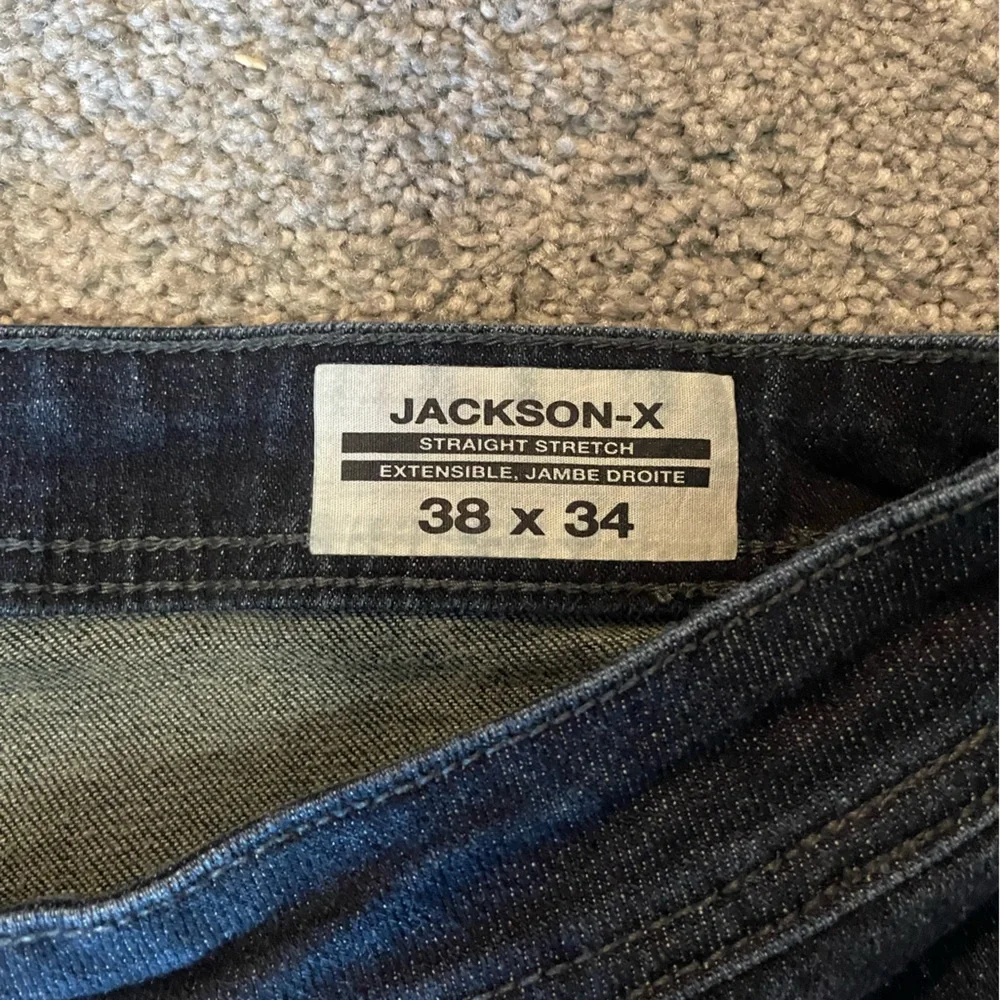 JACKSON-X
STRAIGHT STRETCH
EXTENSIBLE, JAMBE DROITE
38 x 34